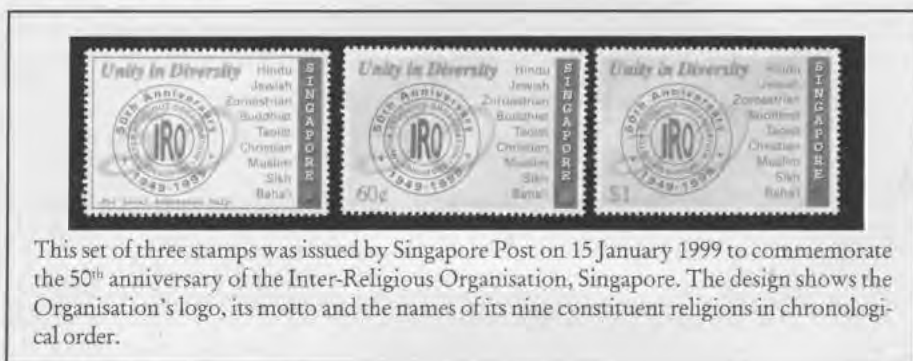 Unity in Diversity
Hindu
Jewish
Zoroastrian
Buddhist
Taoist
Christian
Muslim
Sikh
Baha'i
SINGAPORE
50th Anniversary
IRO
1949-1999
For Local Addresses Only
Unity in Diversity
Hindu
Jewish
Zoroastrian
Buddhist
Taoist
Christian
Muslim
Sikh
Baha'i
SINGAPORE
50th Anniversary
IRO
1949-1999
60¢
Unity in Diversity
Hindu
Jewish
Zoroastrian
Buddhist
Taoist
Christian
Muslim
Sikh
Baha'i
SINGAPORE
50th Anniversary
IRO
1949-1999
$1
This set of three stamps was issued by Singapore Post on 15 January 1999 to commemorate
the 50th anniversary of the Inter-Religious Organisation, Singapore. The design shows the
Organisation's logo, its motto and the names of its nine constituent religions in chronologi-
cal order.